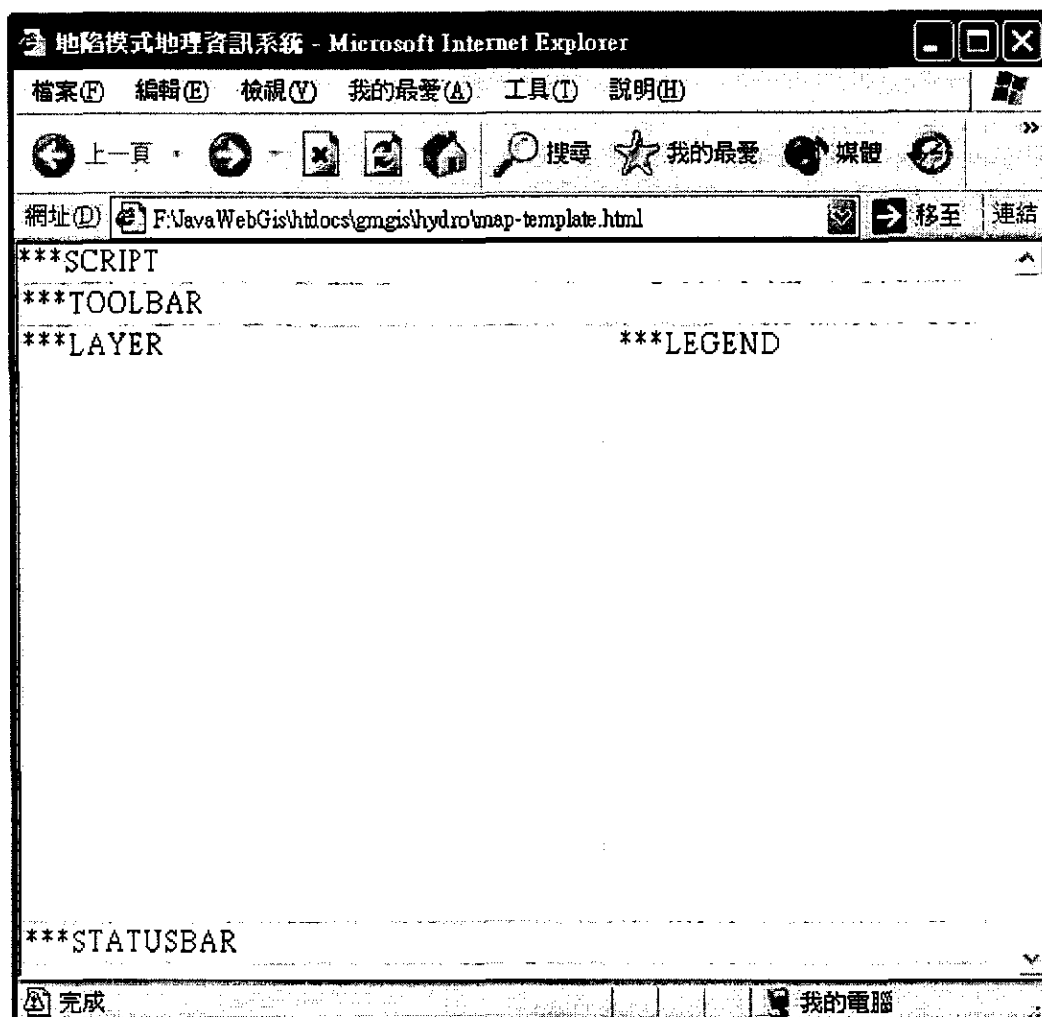 地陷模式地理資訊系統 - Microsoft Internet Explorer
檔案(F) 編輯(E) 檢視(V) 我的最愛(A) 工具(T) 說明(H)
上一頁 搜尋 我的最愛 媒體 »
網址(D) F:\JavaWebGis\htdocs\gmgis\hydro\map-template.html 移至 連結
***SCRIPT
***TOOLBAR
***LAYER ***LEGEND
***STATUSBAR
完成 我的電腦